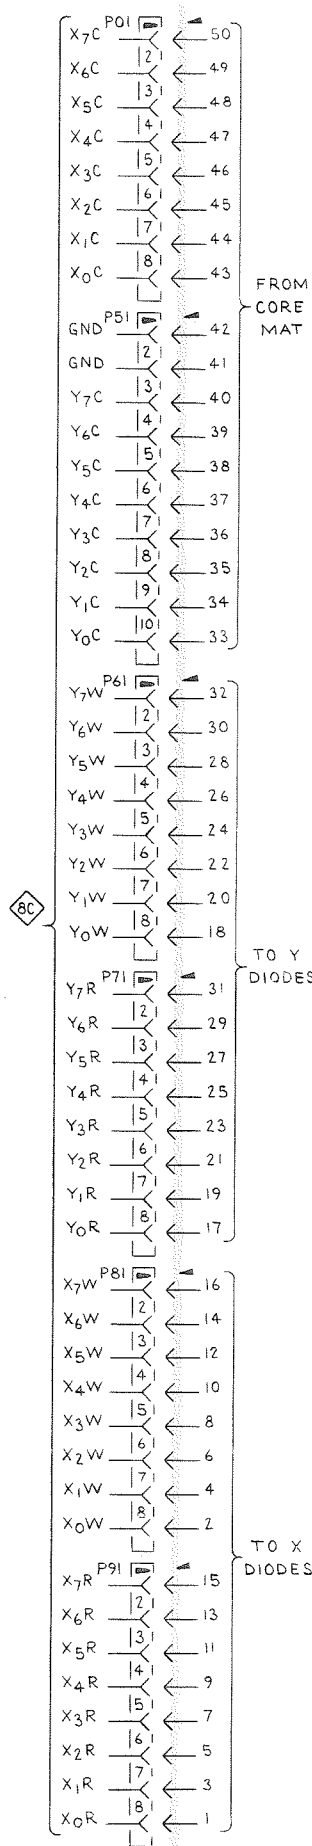 P01
X7C 50
X6C 2 49
X5C 3 48
X4C 4 47
X3C 5 46
X2C 6 45
X1C 7 44
X0C 8 43
FROM
CORE
MAT
P51
GND 42
GND 2 41
Y7C 3 40
Y6C 4 39
Y5C 5 38
Y4C 6 37
Y3C 7 36
Y2C 8 35
Y1C 9 34
Y0C 10 33
P61
Y7W 32
Y6W 2 30
Y5W 3 28
Y4W 4 26
Y3W 5 24
Y2W 6 22
Y1W 7 20
Y0W 8 18
8C
TO Y
DIODES
P71
Y7R 31
Y6R 2 29
Y5R 3 27
Y4R 4 25
Y3R 5 23
Y2R 6 21
Y1R 7 19
Y0R 8 17
P81
X7W 16
X6W 2 14
X5W 3 12
X4W 4 10
X3W 5 8
X2W 6 6
X1W 7 4
X0W 8 2
TO X
DIODES
P91
X7R 15
X6R 2 13
X5R 3 11
X4R 4 9
X3R 5 7
X2R 6 5
X1R 7 3
X0R 8 1